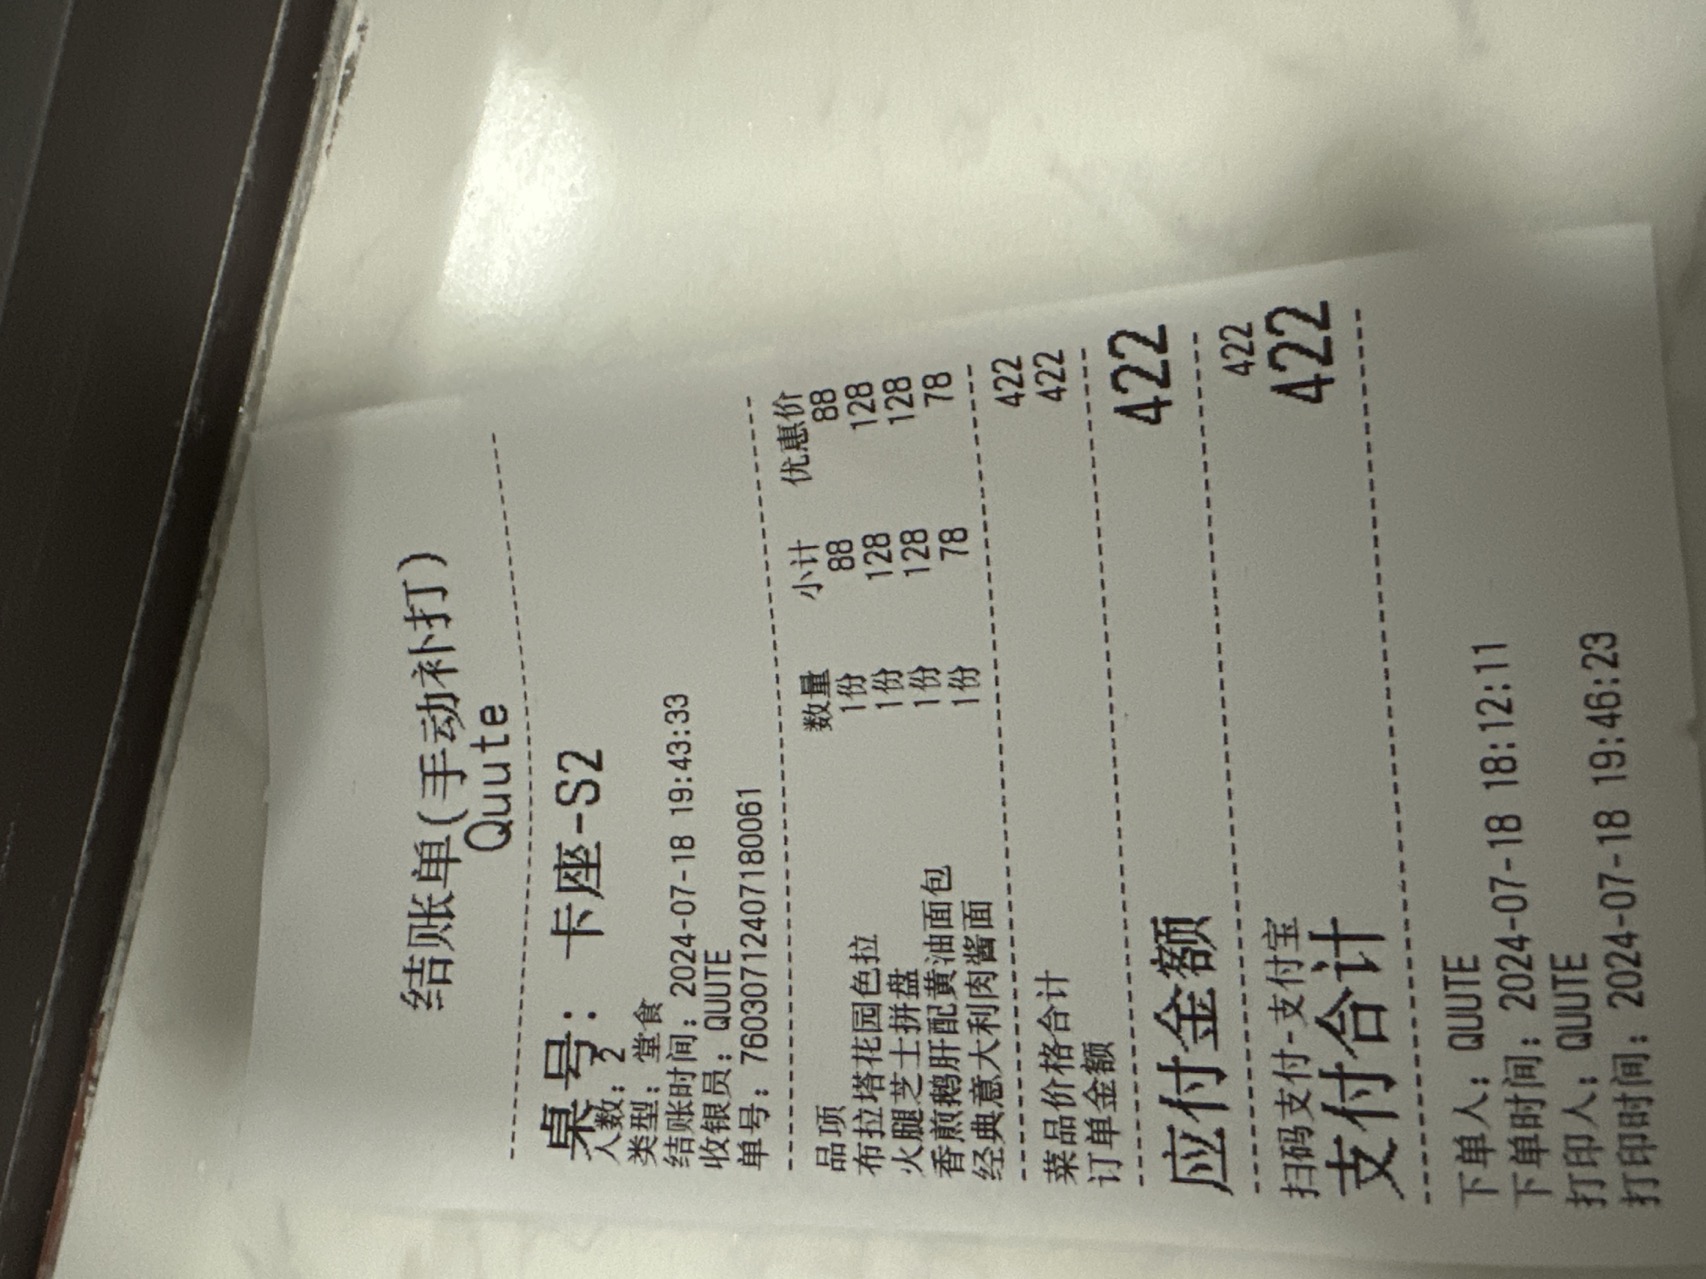 结账单(手动补打)
Quute
桌号: 卡座-S2
人数: 2
类型: 堂食
结账时间: 2024-07-18 19:43:33
收银员: QUUTE
单号: 76030712407180061
品项 数量 小计 优惠价
布拉塔花园色拉 1份 88 88
火腿芝士拼盘 1份 128 128
香煎鹅肝配黄油面包 1份 128 128
经典意大利肉酱面 1份 78 78
菜品价格合计 422
订单金额 422
应付金额 422
扫码支付-支付宝 422
支付合计 422
下单人: QUUTE
下单时间: 2024-07-18 18:12:11
打印人: QUUTE
打印时间: 2024-07-18 19:46:23